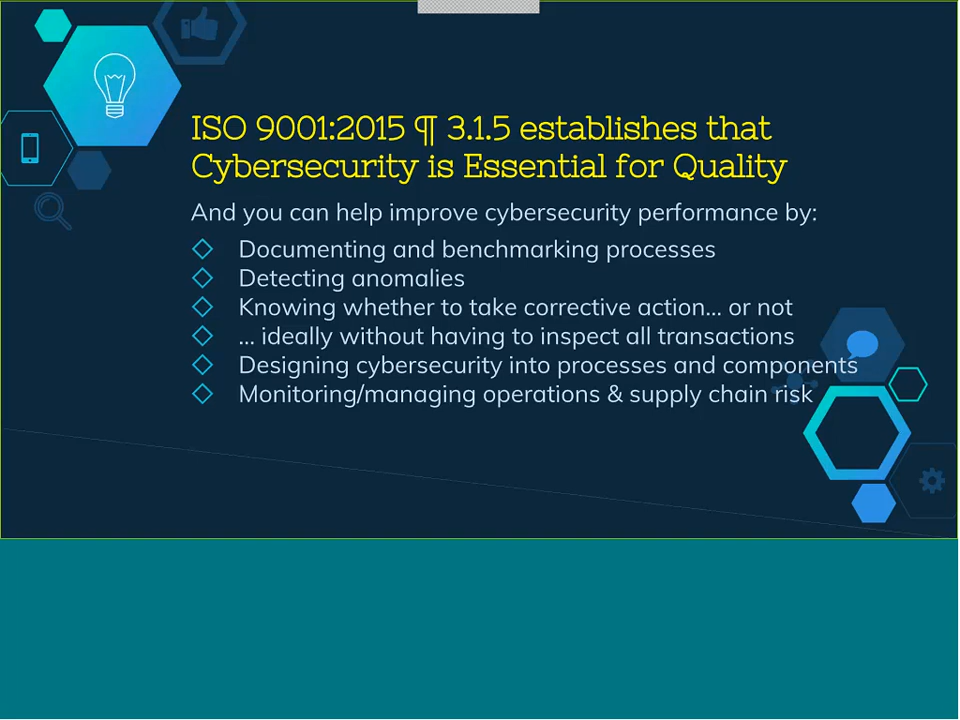 ISO 9001:2015 ¶ 3.1.5 establishes that
Cybersecurity is Essential for Quality
And you can help improve cybersecurity performance by:
Documenting and benchmarking processes
Detecting anomalies
Knowing whether to take corrective action... or not
... ideally without having to inspect all transactions
Designing cybersecurity into processes and components
Monitoring/managing operations & supply chain risk